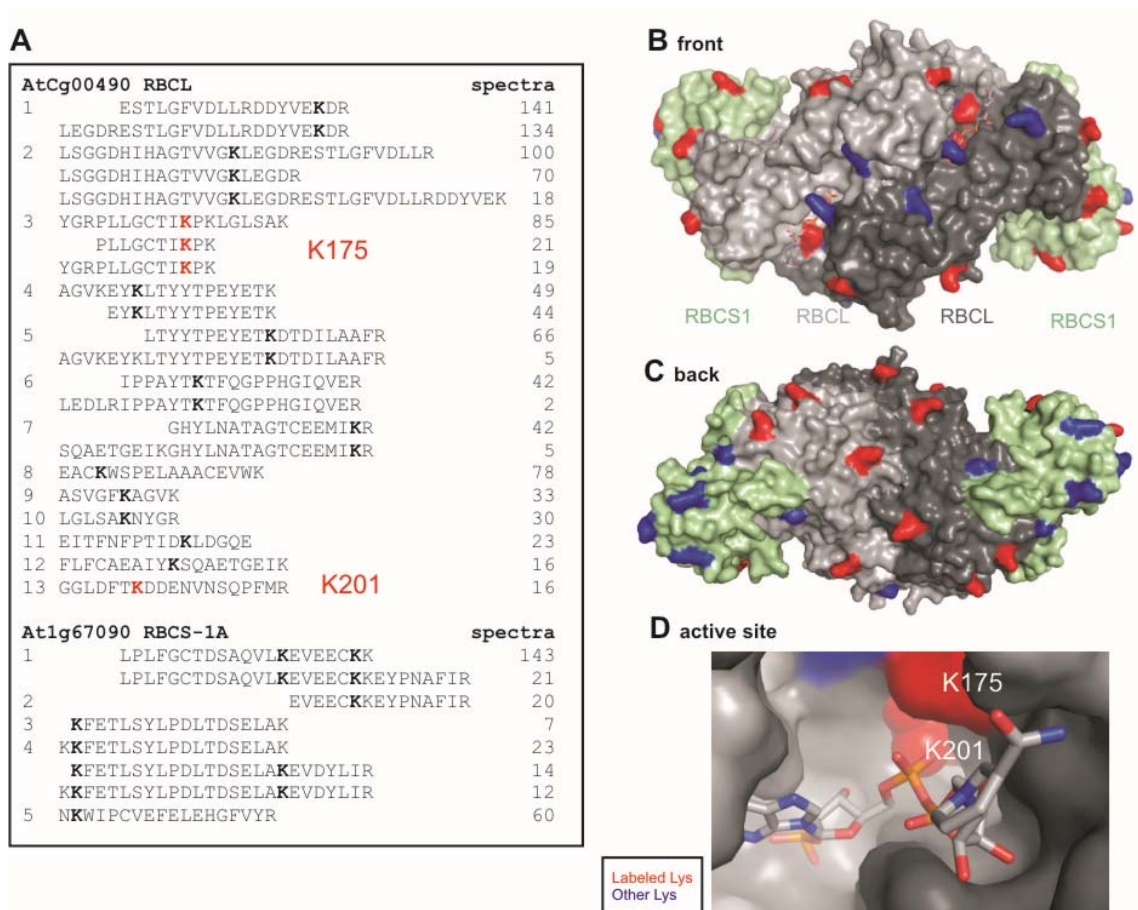 A
AtCg00490 RBCL spectra
1 ESTLGFVDLLRDDYVEKDR 141
LEGDRESTLGFVDLLRDDYVEKDR 134
2 LSGGDHIHAGTVVGKLEGDRESTLGFVDLLR 100
LSGGDHIHAGTVVGKLEGDR 70
LSGGDHIHAGTVVGKLEGDRESTLGFVDLLRDDYVEK 18
3 YGRPLLGCTIKPKLGLSAK 85
PLLGCTIKPK 21
K175
YGRPLLGCTIKPK 19
4 AGVKEYKLTYYTPEYETK 49
EYKLTYYTPEYETK 44
5 LTYYTPEYETKDTDILAAFR 66
AGVKEYKLTYYTPEYETKDTDILAAFR 5
6 IPPAYTKTFQGPPHGIQVER 42
LEDLRIPPAYTKTFQGPPHGIQVER 2
7 GHYLNATAGTCEEMIKR 42
SQAETGEIKGHYLNATAGTCEEMIKR 5
8 EACKWSPELAAACEVWK 78
9 ASVGFKAGVK 33
10 LGLSAKNYGR 30
11 EITFNFPTIDKLDGQE 23
12 FLFCAEAIYKSQAETGEIK 16
13 GGLDFTKDDENVNSQPFMR K201 16
At1g67090 RBCS-1A spectra
1 LPLFGCTDSAQVLKEVEECKK 143
LPLFGCTDSAQVLKEVEECKKEYPNAFIR 21
2 EVEECKKEYPNAFIR 20
3 KFETLSYLPDLTDSELAK 7
4 KKFETLSYLPDLTDSELAK 23
KFETLSYLPDLTDSELAKEVDYLIR 14
KKFETLSYLPDLTDSELAKEVDYLIR 12
5 NKWIPCVEFELEHGFVYR 60
B front
RBCS1 RBCL RBCL RBCS1
C back
D active site
K175
K201
Labeled Lys
Other Lys